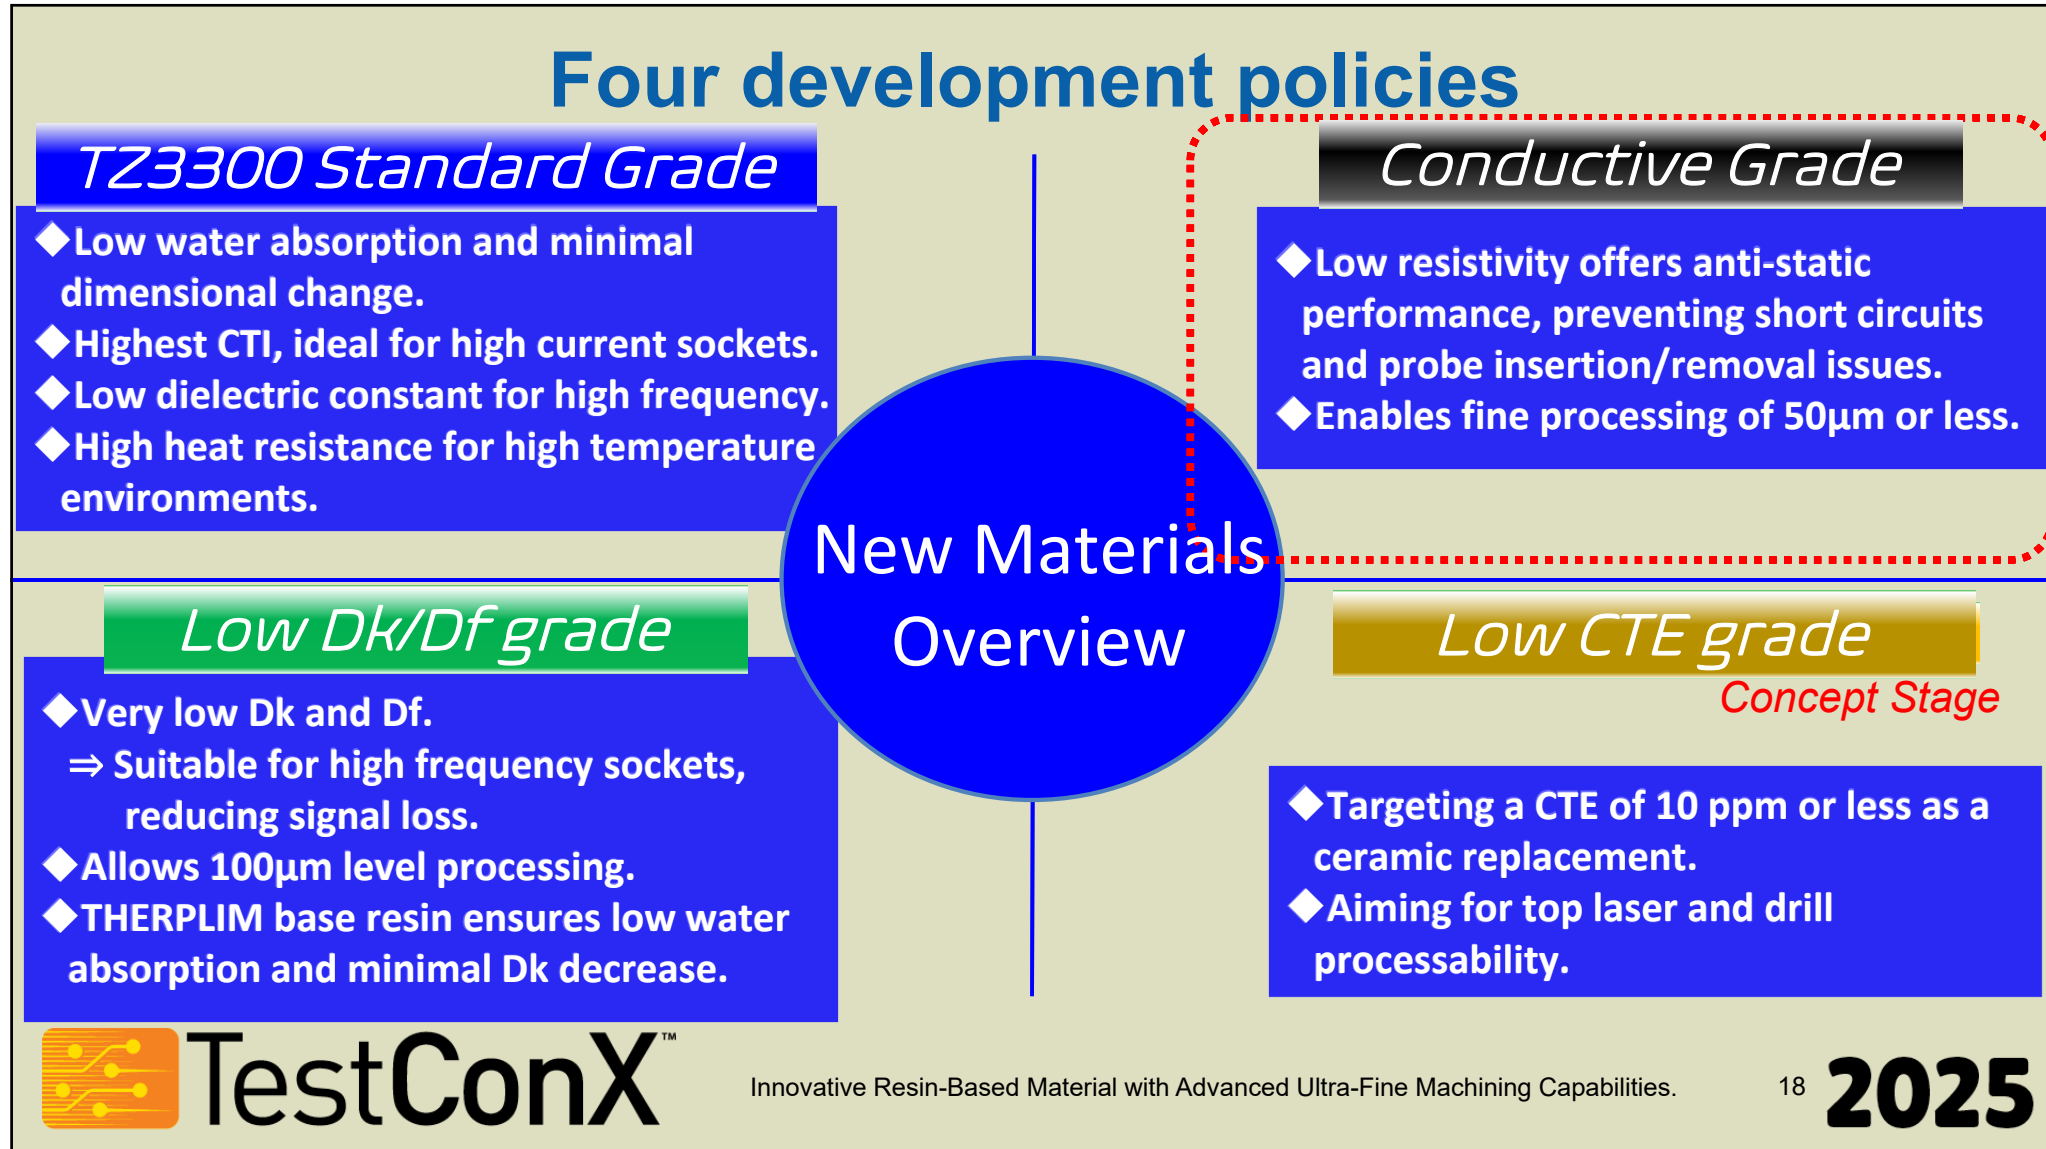 Four development policies
TZ3300 Standard Grade
◆Low water absorption and minimal
dimensional change.
◆Highest CTI, ideal for high current sockets.
◆Low dielectric constant for high frequency.
◆High heat resistance for high temperature
environments.
Conductive Grade
◆Low resistivity offers anti-static
performance, preventing short circuits
and probe insertion/removal issues.
◆Enables fine processing of 50µm or less.
New Materials
Overview
Low Dk/Df grade
◆Very low Dk and Df.
⇒ Suitable for high frequency sockets,
reducing signal loss.
◆Allows 100µm level processing.
◆THERPLIM base resin ensures low water
absorption and minimal Dk decrease.
Low CTE grade
Concept Stage
◆Targeting a CTE of 10 ppm or less as a
ceramic replacement.
◆Aiming for top laser and drill
processability.
TestConX™
Innovative Resin-Based Material with Advanced Ultra-Fine Machining Capabilities.
18
2025